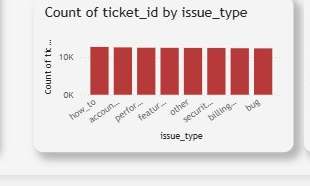 Count of ticket_id by issue_type
Count of tic...
10K
0K
how_to
accoun...
perfor...
featur...
other
securit...
billing...
bug
issue_type